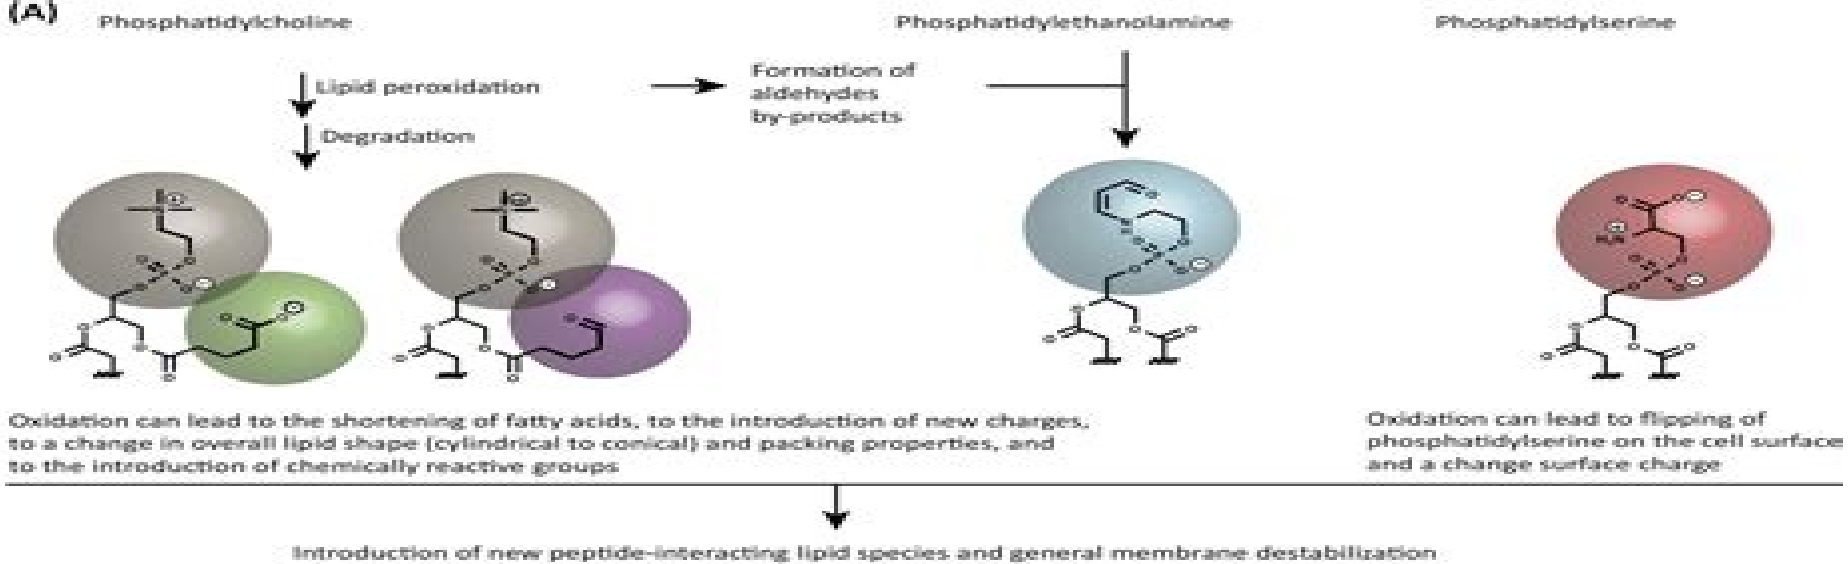 (A)
Phosphatidylcholine
Phosphatidylethanolamine
Phosphatidylserine
Lipid peroxidation
Degradation
Formation of
aldehydes
by-products
Oxidation can lead to the shortening of fatty acids, to the introduction of new charges,
to a change in overall lipid shape (cylindrical to conical) and packing properties, and
to the introduction of chemically reactive groups
Oxidation can lead to flipping of
phosphatidylserine on the cell surface
and a change surface charge
Introduction of new peptide-interacting lipid species and general membrane destabilization